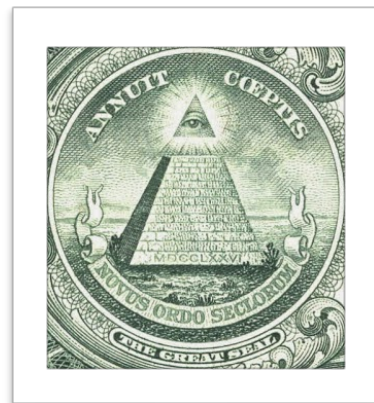 ANNUIT CŒPTIS
MDCCLXXVI
NOVUS ORDO SECLORUM
THE GREAT SEAL